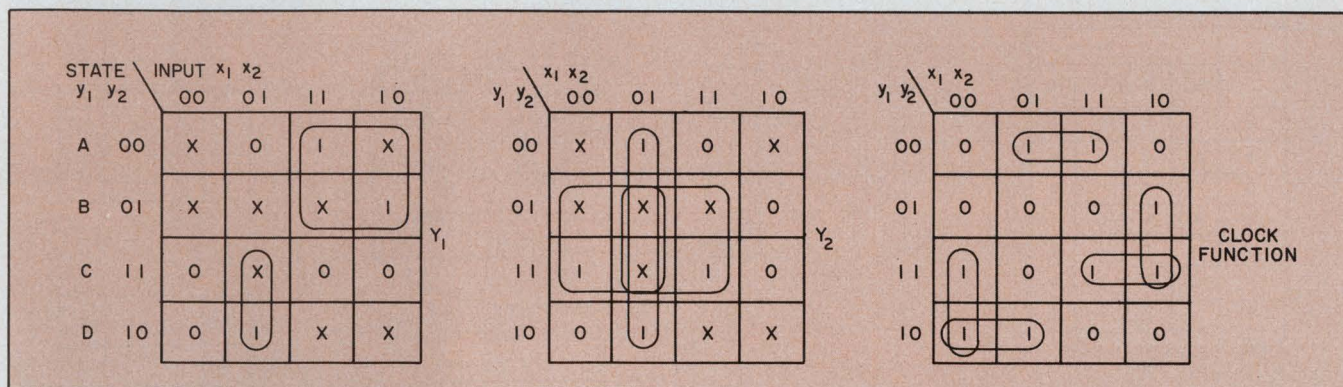 STATE INPUT x₁ x₂
y₁ y₂ 00 01 11 10
A 00 X 0 1 X
B 01 X X X 1
C 11 0 X 0 0
D 10 0 1 X X
Y₁
x₁ x₂
y₁ y₂ 00 01 11 10
00 X 1 0 X
01 X X X 0
11 1 X 1 0
10 0 1 X X
Y₂
x₁ x₂
y₁ y₂ 00 01 11 10
00 0 1 1 0
01 0 0 0 1
11 1 0 1 1
10 1 1 0 0
CLOCK
FUNCTION